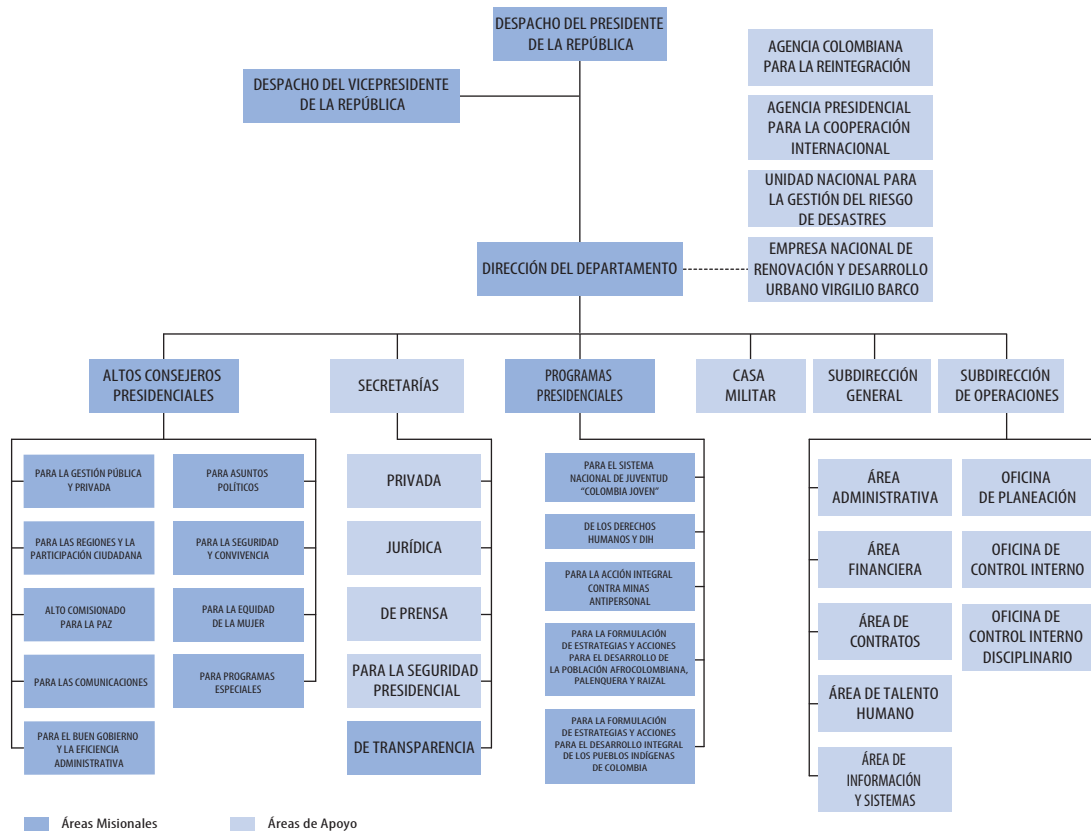 DESPACHO DEL PRESIDENTE
DE LA REPÚBLICA
DESPACHO DEL VICEPRESIDENTE
DE LA REPÚBLICA
AGENCIA COLOMBIANA
PARA LA REINTEGRACIÓN
AGENCIA PRESIDENCIAL
PARA LA COOPERACIÓN
INTERNACIONAL
UNIDAD NACIONAL PARA
LA GESTIÓN DEL RIESGO
DE DESASTRES
DIRECCIÓN DEL DEPARTAMENTO
EMPRESA NACIONAL DE
RENOVACIÓN Y DESARROLLO
URBANO VIRGILIO BARCO
ALTOS CONSEJEROS
PRESIDENCIALES
SECRETARÍAS
PROGRAMAS
PRESIDENCIALES
CASA
MILITAR
SUBDIRECCIÓN
GENERAL
SUBDIRECCIÓN
DE OPERACIONES
PARA LA GESTIÓN PÚBLICA
Y PRIVADA
PARA LAS REGIONES Y LA
PARTICIPACIÓN CIUDADANA
ALTO COMISIONADO
PARA LA PAZ
PARA LAS COMUNICACIONES
PARA EL BUEN GOBIERNO
Y LA EFICIENCIA
ADMINISTRATIVA
PARA ASUNTOS
POLÍTICOS
PARA LA SEGURIDAD
Y CONVIVENCIA
PARA LA EQUIDAD
DE LA MUJER
PARA PROGRAMAS
ESPECIALES
PRIVADA
JURÍDICA
DE PRENSA
PARA LA SEGURIDAD
PRESIDENCIAL
DE TRANSPARENCIA
PARA EL SISTEMA
NACIONAL DE JUVENTUD
“COLOMBIA JOVEN”
DE LOS DERECHOS
HUMANOS Y DIH
PARA LA ACCIÓN INTEGRAL
CONTRA MINAS
ANTIPERSONAL
PARA LA FORMULACIÓN
DE ESTRATEGIAS Y ACCIONES
PARA EL DESARROLLO DE
LA POBLACIÓN AFROCOLOMBIANA,
PALENQUERA Y RAIZAL
PARA LA FORMULACIÓN
DE ESTRATEGIAS Y ACCIONES
PARA EL DESARROLLO INTEGRAL
DE LOS PUEBLOS INDÍGENAS
DE COLOMBIA
ÁREA
ADMINISTRATIVA
ÁREA
FINANCIERA
ÁREA DE
CONTRATOS
ÁREA DE TALENTO
HUMANO
ÁREA DE
INFORMACIÓN
Y SISTEMAS
OFICINA
DE PLANEACIÓN
OFICINA DE
CONTROL INTERNO
OFICINA DE
CONTROL INTERNO
DISCIPLINARIO
Áreas Misionales
Áreas de Apoyo